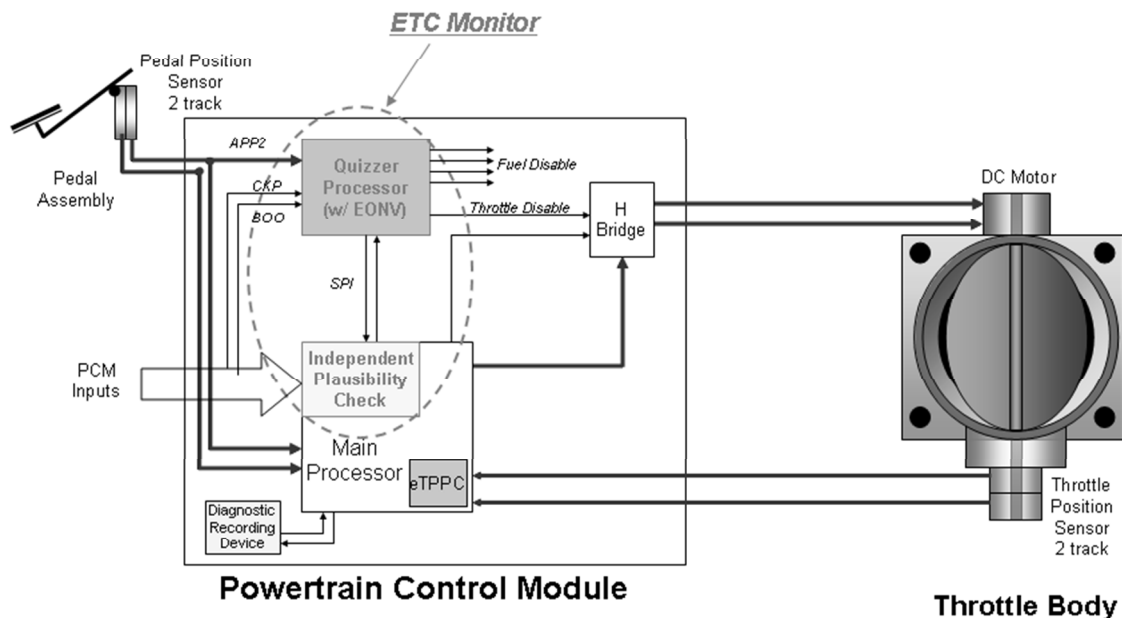 ETC Monitor
Pedal Position
Sensor
2 track
Pedal
Assembly
APP2
CKP
BOO
Quizzer
Processor
(w/ EONV)
Fuel Disable
Throttle Disable
H
Bridge
DC Motor
SPI
PCM
Inputs
Independent
Plausibility
Check
Main
Processor
eTPPC
Diagnostic
Recording
Device
Throttle
Position
Sensor
2 track
Powertrain Control Module
Throttle Body